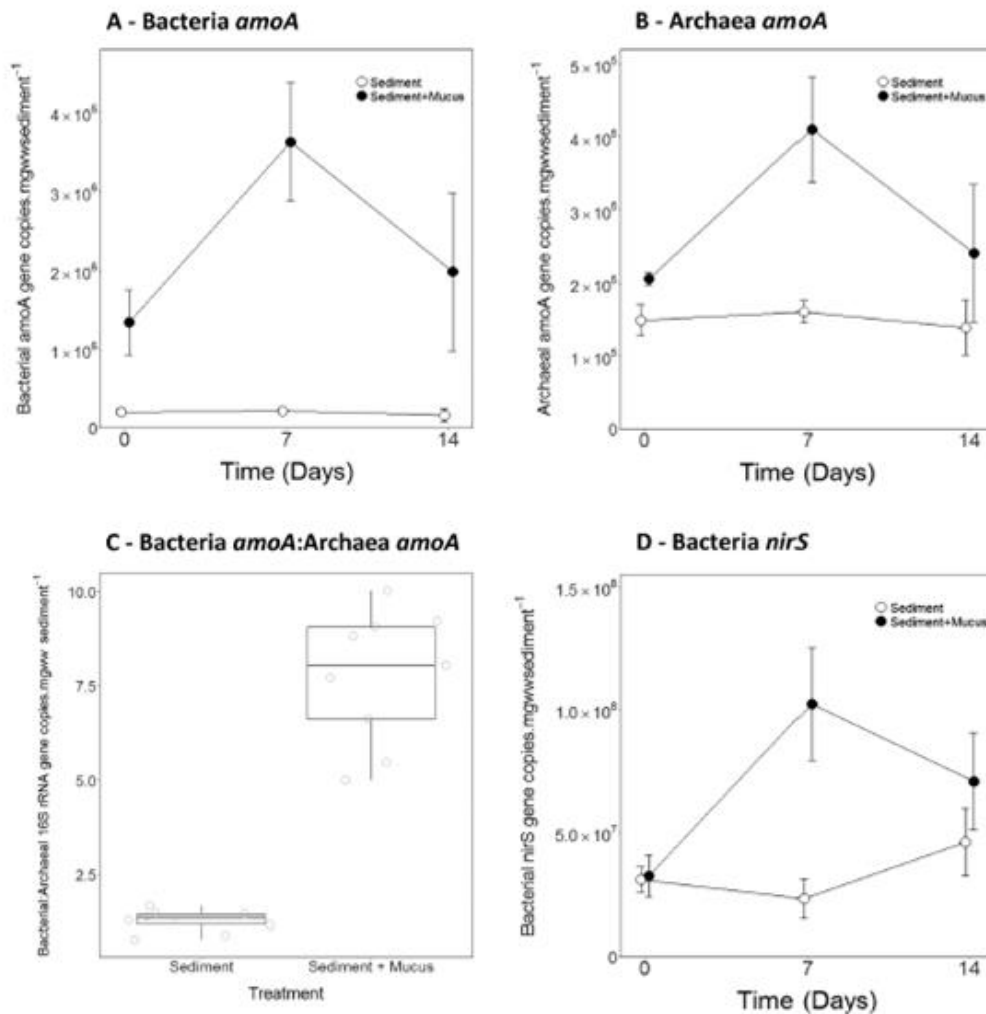 A - Bacteria amoA
Bacterial amoA gene copies.mgwwsediment⁻¹
4 × 10⁶
3 × 10⁶
2 × 10⁶
1 × 10⁶
0
Sediment
Sediment+Mucus
0 7 14
Time (Days)
B - Archaea amoA
Archaeal amoA gene copies.mgwwsediment⁻¹
5 × 10⁵
4 × 10⁵
3 × 10⁵
2 × 10⁵
1 × 10⁵
0
Sediment
Sediment+Mucus
0 7 14
Time (Days)
C - Bacteria amoA:Archaea amoA
Bacterial:Archaeal 16S rRNA gene copies.mgww sediment⁻¹
10.0
7.5
5.0
2.5
Sediment Sediment + Mucus
Treatment
D - Bacteria nirS
Bacterial nirS gene copies.mgwwsediment⁻¹
1.5 × 10⁸
1.0 × 10⁸
5.0 × 10⁷
0
Sediment
Sediment+Mucus
0 7 14
Time (Days)